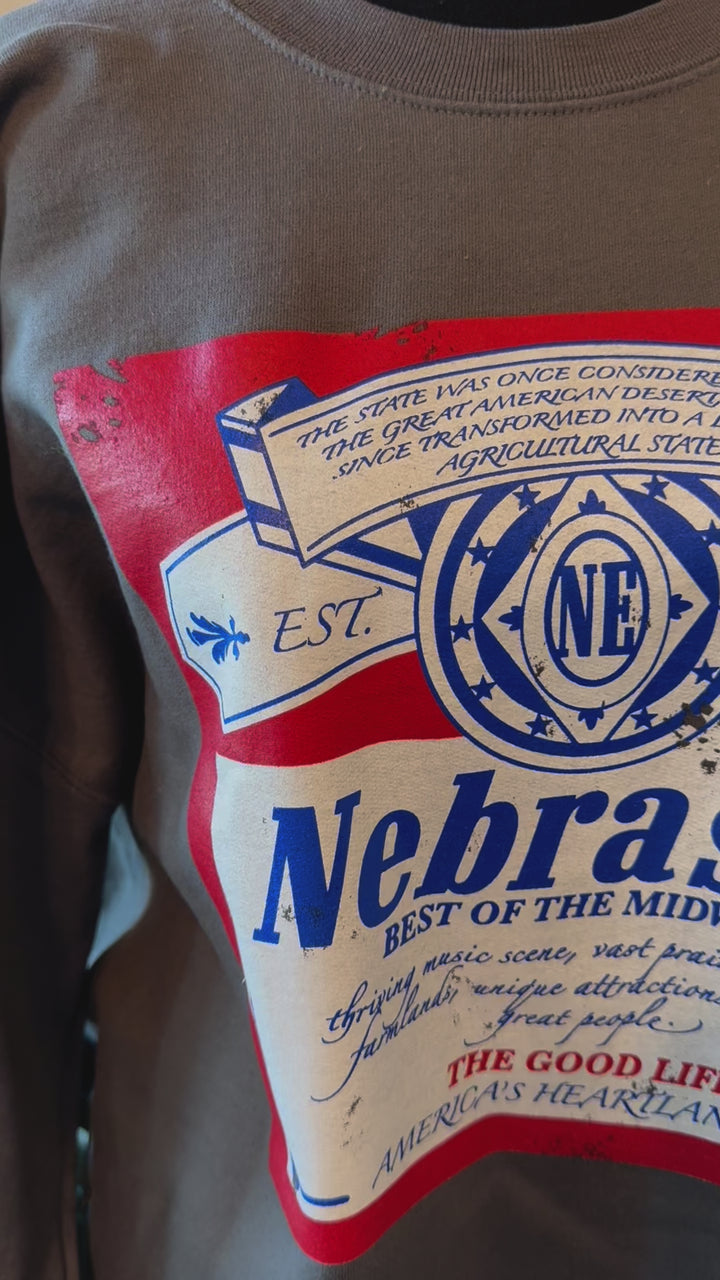 THE STATE WAS ONCE CONSIDERE
THE GREAT AMERICAN DESERT
SINCE TRANSFORMED INTO A
AGRICULTURAL STATE
EST.
NE
Nebras
BEST OF THE MIDW
thriving music scene, vast prai
farmlands, unique attraction
great people.
THE GOOD LIF
AMERICA'S HEARTLAN